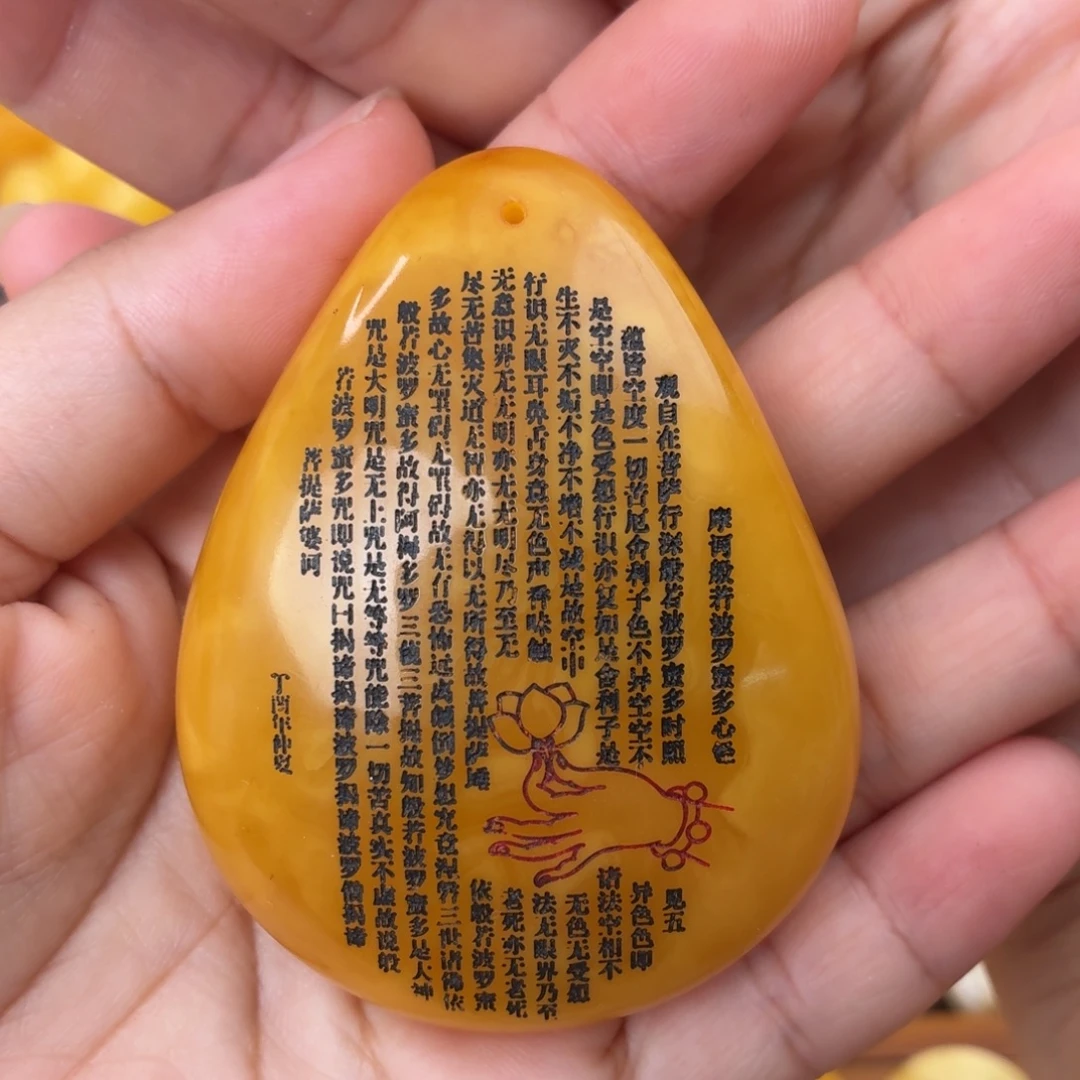 摩诃般若波罗蜜多心经
观自在菩萨行深般若波罗蜜多时照见五
蕴皆空度一切苦厄舍利子色不异空空不异色色即
是空空即是色受想行识亦复如是舍利子是诸法空相不
生不灭不垢不净不增不减是故空中无色无受想
行识无眼耳鼻舌身意无色声香味触法无眼界乃至
无意识界无无明亦无无明尽乃至无老死亦无老死
尽无苦集灭道无智亦无得以无所得故菩提萨埵依般若波罗蜜
多故心无罣碍无罣碍故无有恐怖远离颠倒梦想究竟涅槃三世诸佛依
般若波罗蜜多故得阿耨多罗三藐三菩提故知般若波罗蜜多是大神
咒是大明咒是无上咒是无等等咒能除一切苦真实不虚故说般
若波罗蜜多咒即说咒曰揭谛揭谛波罗揭谛波罗僧揭谛
菩提萨婆诃
丁酉年仲